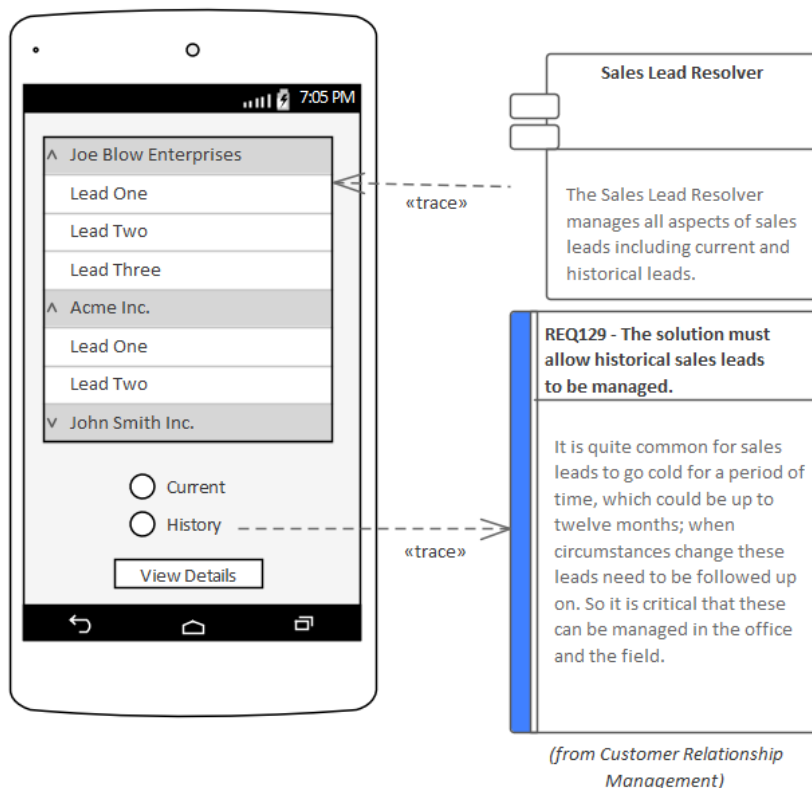 7:05 PM
Joe Blow Enterprises
Lead One
Lead Two
Lead Three
Acme Inc.
Lead One
Lead Two
John Smith Inc.
Current
History
View Details
«trace»
«trace»
Sales Lead Resolver
The Sales Lead Resolver
manages all aspects of sales
leads including current and
historical leads.
REQ129 - The solution must
allow historical sales leads
to be managed.
It is quite common for sales
leads to go cold for a period of
time, which could be up to
twelve months; when
circumstances change these
leads need to be followed up
on. So it is critical that these
can be managed in the office
and the field.
(from Customer Relationship
Management)